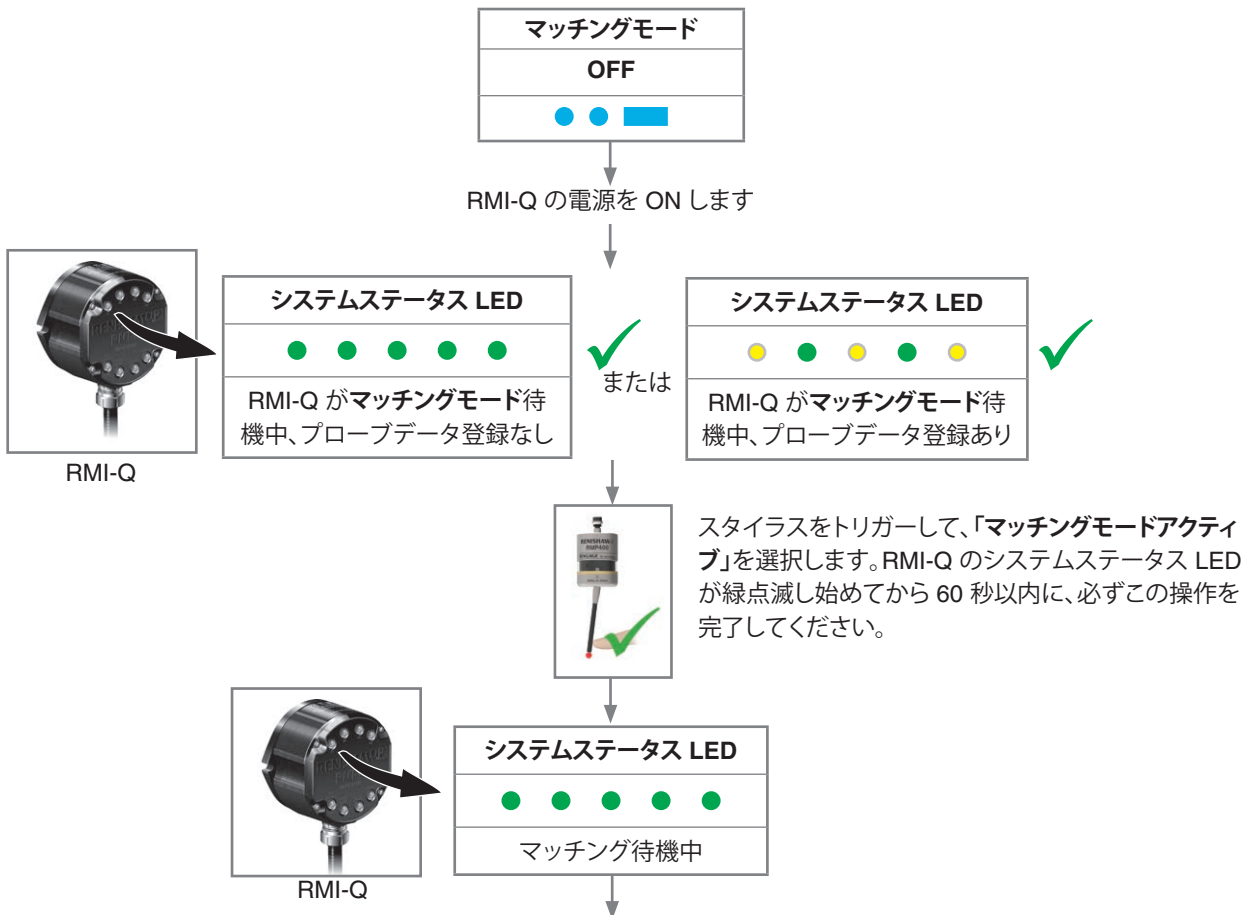 マッチングモード
OFF
RMI-Q の電源を ON します
システムステータス LED
RMI-Q がマッチングモード待
機中、プローブデータ登録なし
または
システムステータス LED
RMI-Q がマッチングモード待
機中、プローブデータ登録あり
RMI-Q
RENISHAW
RMP400
スタイラスをトリガーして、「マッチングモードアクティ
ブ」を選択します。RMI-Q のシステムステータス LED
が緑点滅し始めてから 60 秒以内に、必ずこの操作を
完了してください。
システムステータス LED
マッチング待機中
RMI-Q